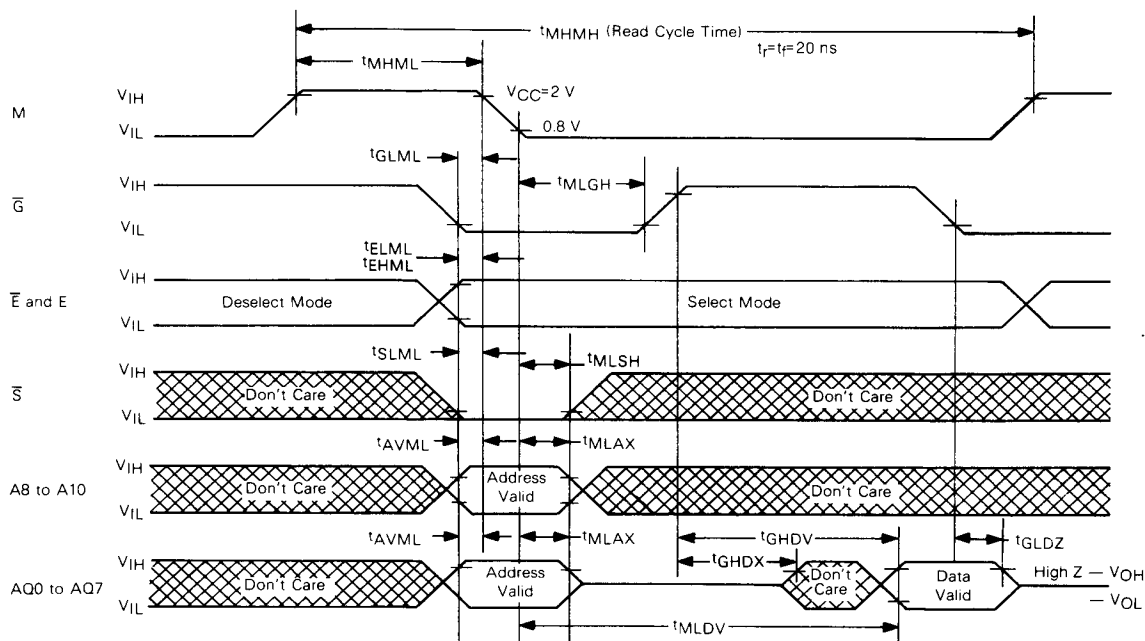 tMHMH (Read Cycle Time)
tr=tf=20 ns
tMHML
M
VIH
VIL
VCC=2 V
0.8 V
tGLML
tMLGH
G̅
VIH
VIL
tELML
tEHML
E̅ and E
VIH
VIL
Deselect Mode
Select Mode
tSLML
tMLSH
S̅
VIH
VIL
Don't Care
Don't Care
tAVML
tMLAX
A8 to A10
VIH
VIL
Don't Care
Address
Valid
Don't Care
tAVML
tMLAX
tGHDV
tGLDZ
tGHDX
AQ0 to AQ7
VIH
VIL
Don't Care
Address
Valid
Don't
Care
Data
Valid
High Z
VOH
VOL
tMLDV